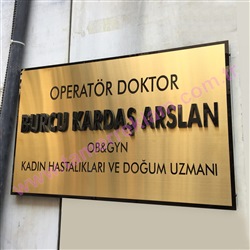 OPERATÖR DOKTOR
BURCU KARDAŞ ARSLAN
OB&GYN
KADIN HASTALIKLARI VE DOĞUM UZMANI